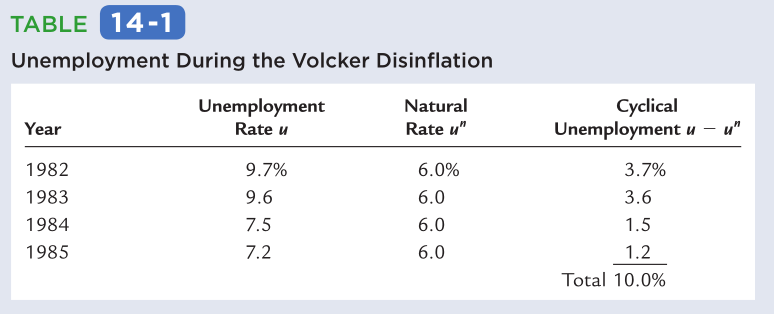 TABLE 14-1
Unemployment During the Volcker Disinflation
Unemployment Natural Cyclical
Year Rate u Rate uⁿ Unemployment u − uⁿ
1982 9.7% 6.0% 3.7%
1983 9.6 6.0 3.6
1984 7.5 6.0 1.5
1985 7.2 6.0 1.2
Total 10.0%